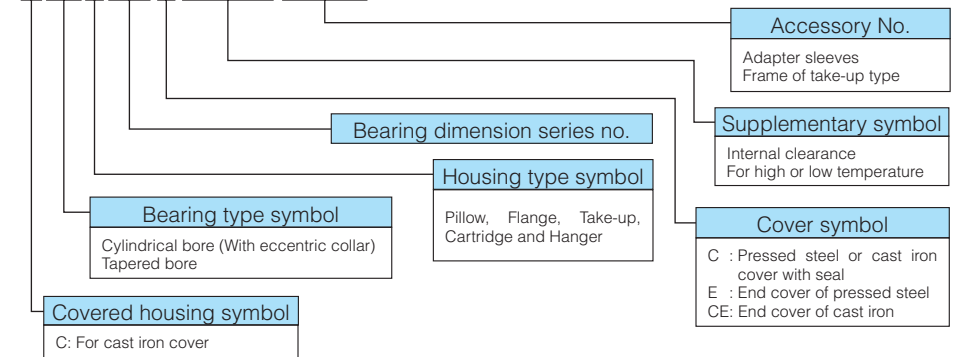 Accessory No.
Adapter sleeves
Frame of take-up type
Supplementary symbol
Internal clearance
For high or low temperature
Bearing dimension series no.
Housing type symbol
Pillow, Flange, Take-up,
Cartridge and Hanger
Cover symbol
C : Pressed steel or cast iron
cover with seal
E : End cover of pressed steel
CE: End cover of cast iron
Bearing type symbol
Cylindrical bore (With eccentric collar)
Tapered bore
Covered housing symbol
C: For cast iron cover